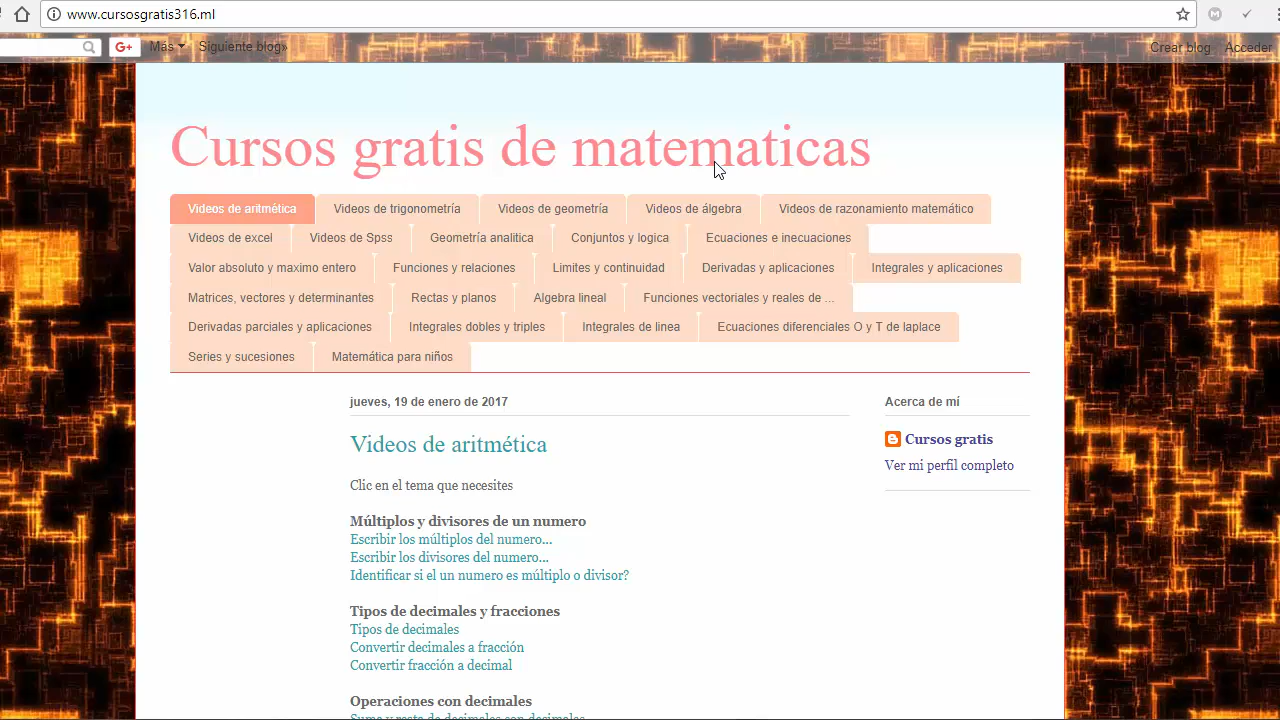 www.cursosgratis316.ml
G+ Más Siguiente blog» Crear blog Acceder
Cursos gratis de matematicas
Videos de aritmética Videos de trigonometría Videos de geometría Videos de álgebra Videos de razonamiento matemático
Videos de excel Videos de Spss Geometría analitica Conjuntos y logica Ecuaciones e inecuaciones
Valor absoluto y maximo entero Funciones y relaciones Limites y continuidad Derivadas y aplicaciones Integrales y aplicaciones
Matrices, vectores y determinantes Rectas y planos Algebra lineal Funciones vectoriales y reales de ...
Derivadas parciales y aplicaciones Integrales dobles y triples Integrales de linea Ecuaciones diferenciales O y T de laplace
Series y sucesiones Matemática para niños
jueves, 19 de enero de 2017
Videos de aritmética
Clic en el tema que necesites
Múltiplos y divisores de un numero
Escribir los múltiplos del numero...
Escribir los divisores del numero...
Identificar si el un numero es múltiplo o divisor?
Tipos de decimales y fracciones
Tipos de decimales
Convertir decimales a fracción
Convertir fracción a decimal
Operaciones con decimales
Suma y resta de decimales con decimales
Acerca de mí
Cursos gratis
Ver mi perfil completo